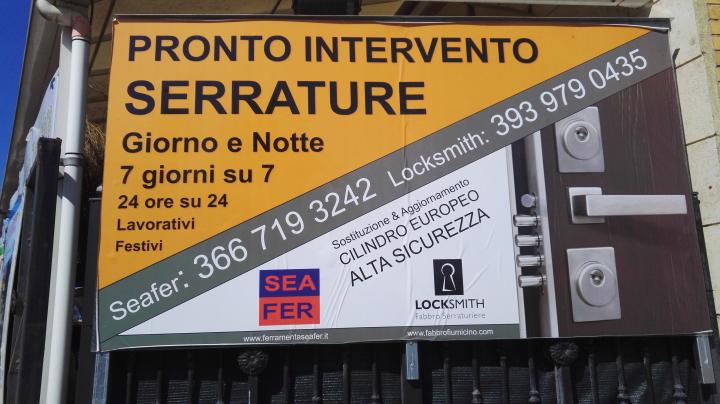 PRONTO INTERVENTO
SERRATURE
Giorno e Notte
7 giorni su 7
24 ore su 24
Lavorativi
Festivi
Seafer: 366 719 3242 Locksmith: 393 979 0435
Sostituzione & Aggiornamento
CILINDRO EUROPEO
ALTA SICUREZZA
SEA
FER
LOCKSMITH
Fabbro Serraturiere
www.ferramentaseafer.it
www.fabbrofiumicino.com